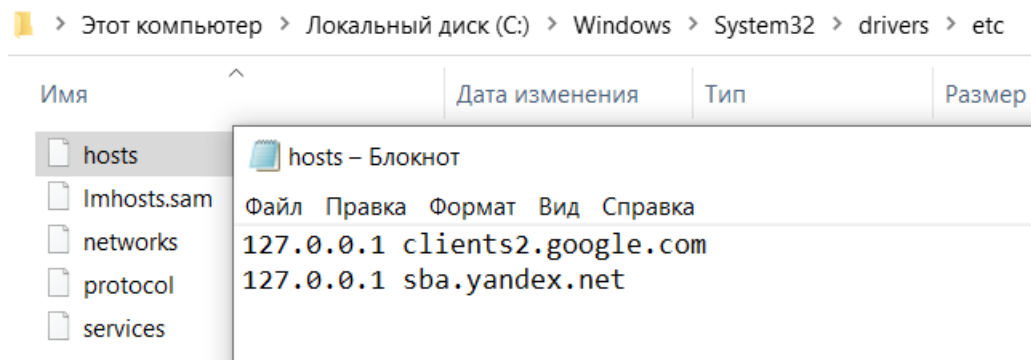 Этот компьютер > Локальный диск (C:) > Windows > System32 > drivers > etc
Имя Дата изменения Тип Размер
hosts
lmhosts.sam
networks
protocol
services
hosts – Блокнот
Файл Правка Формат Вид Справка
127.0.0.1 clients2.google.com
127.0.0.1 sba.yandex.net